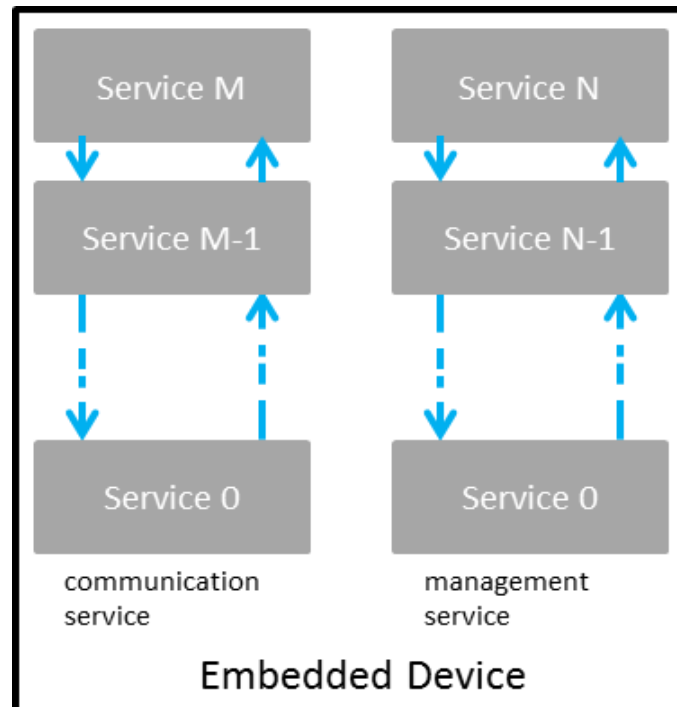 Service M
Service N
Service M-1
Service N-1
Service 0
Service 0
communication
service
management
service
Embedded Device